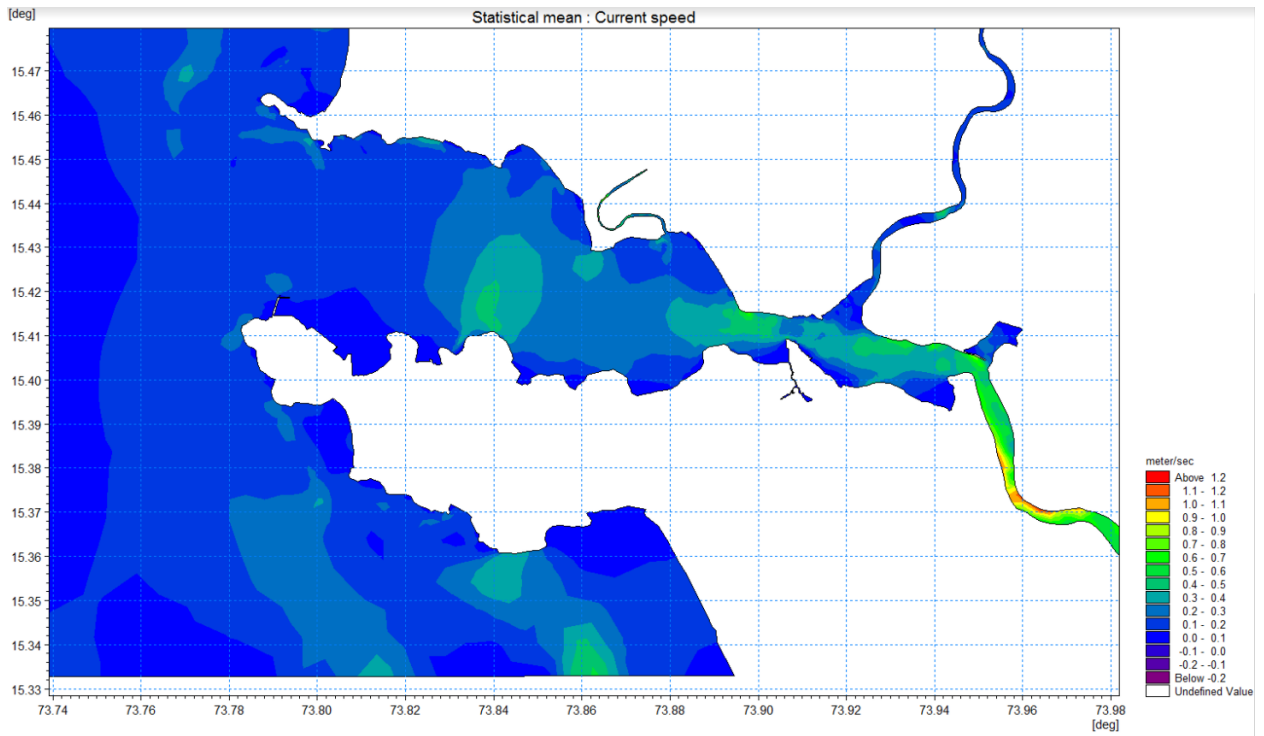 [deg]
Statistical mean : Current speed
15.47
15.46
15.45
15.44
15.43
15.42
15.41
15.40
15.39
15.38
15.37
15.36
15.35
15.34
15.33
73.74 73.76 73.78 73.80 73.82 73.84 73.86 73.88 73.90 73.92 73.94 73.96 73.98
[deg]
meter/sec
Above 1.2
1.1 - 1.2
1.0 - 1.1
0.9 - 1.0
0.8 - 0.9
0.7 - 0.8
0.6 - 0.7
0.5 - 0.6
0.4 - 0.5
0.3 - 0.4
0.2 - 0.3
0.1 - 0.2
0.0 - 0.1
-0.1 - 0.0
-0.2 - -0.1
Below -0.2
Undefined Value